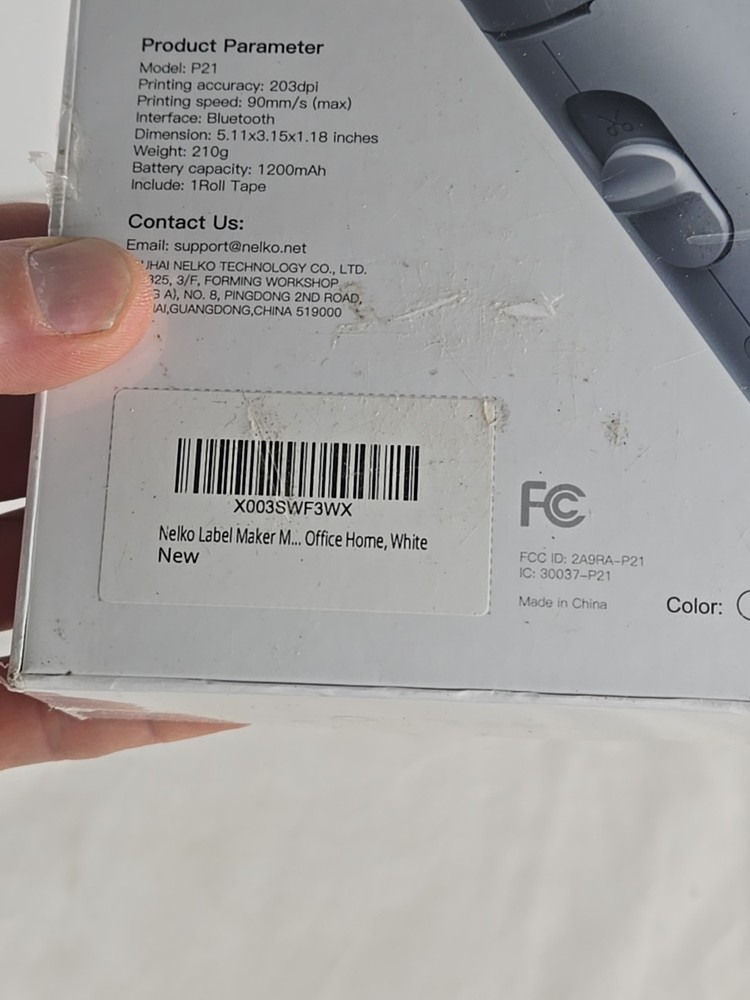 Product Parameter
Model: P21
Printing accuracy: 203dpi
Printing speed: 90mm/s (max)
Interface: Bluetooth
Dimension: 5.11x3.15x1.18 inches
Weight: 210g
Battery capacity: 1200mAh
Include: 1Roll Tape
Contact Us:
Email: support@nelko.net
UHAI NELKO TECHNOLOGY CO., LTD.
325, 3/F, FORMING WORKSHOP
G A), NO. 8, PINGDONG 2ND ROAD,
AI,GUANGDONG,CHINA 519000
X003SWF3WX
Nelko Label Maker M... Office Home, White
New
FC
FCC ID: 2A9RA-P21
IC: 30037-P21
Made in China
Color: